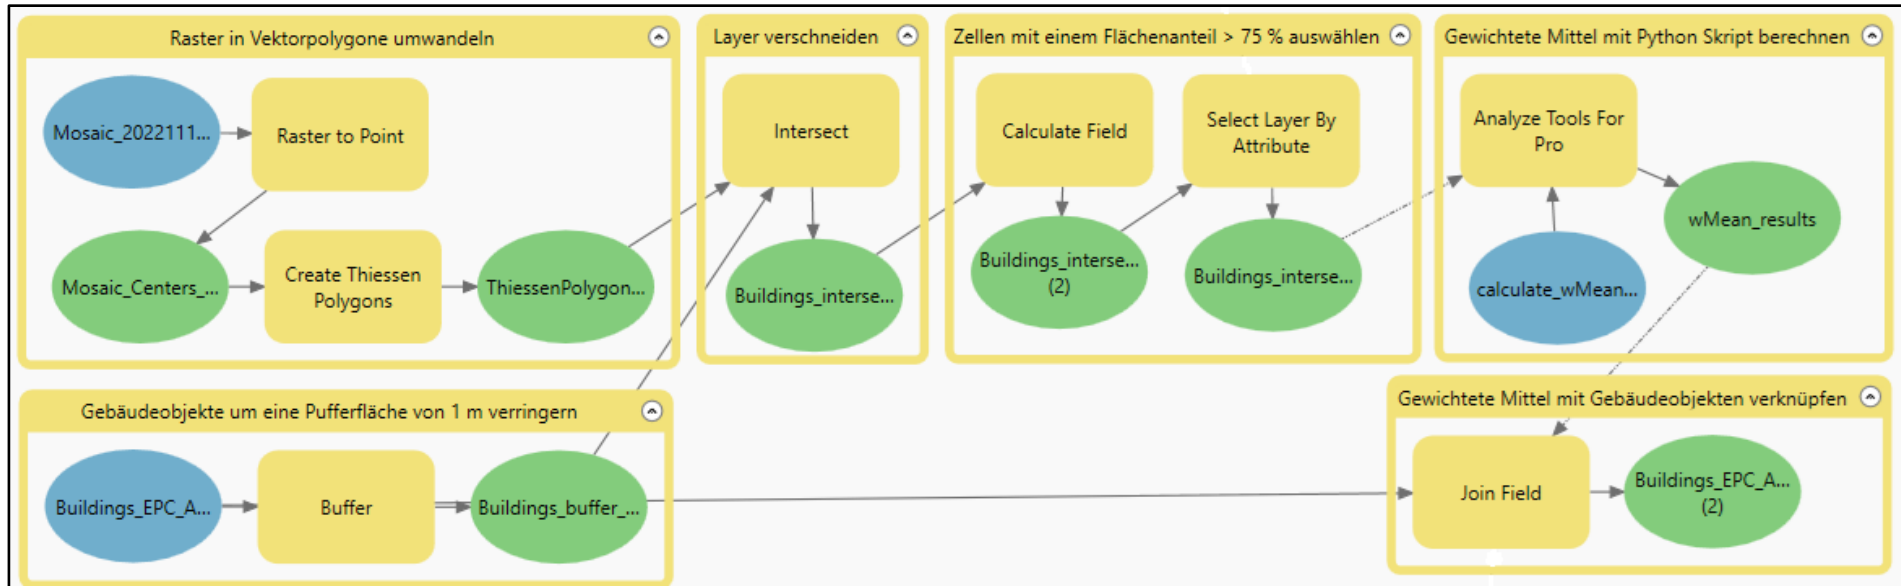 Raster in Vektorpolygone umwandeln
Mosaic_2022111...
Raster to Point
Mosaic_Centers_...
Create Thiessen
Polygons
ThiessenPolygon...
Layer verschneiden
Intersect
Buildings_interse...
Zellen mit einem Flächenanteil > 75 % auswählen
Calculate Field
Select Layer By
Attribute
Buildings_interse...
(2)
Buildings_interse...
Gewichtete Mittel mit Python Skript berechnen
Analyze Tools For
Pro
wMean_results
calculate_wMean...
Gebäudeobjekte um eine Pufferfläche von 1 m verringern
Buildings_EPC_A...
Buffer
Buildings_buffer_...
Gewichtete Mittel mit Gebäudeobjekten verknüpfen
Join Field
Buildings_EPC_A...
(2)